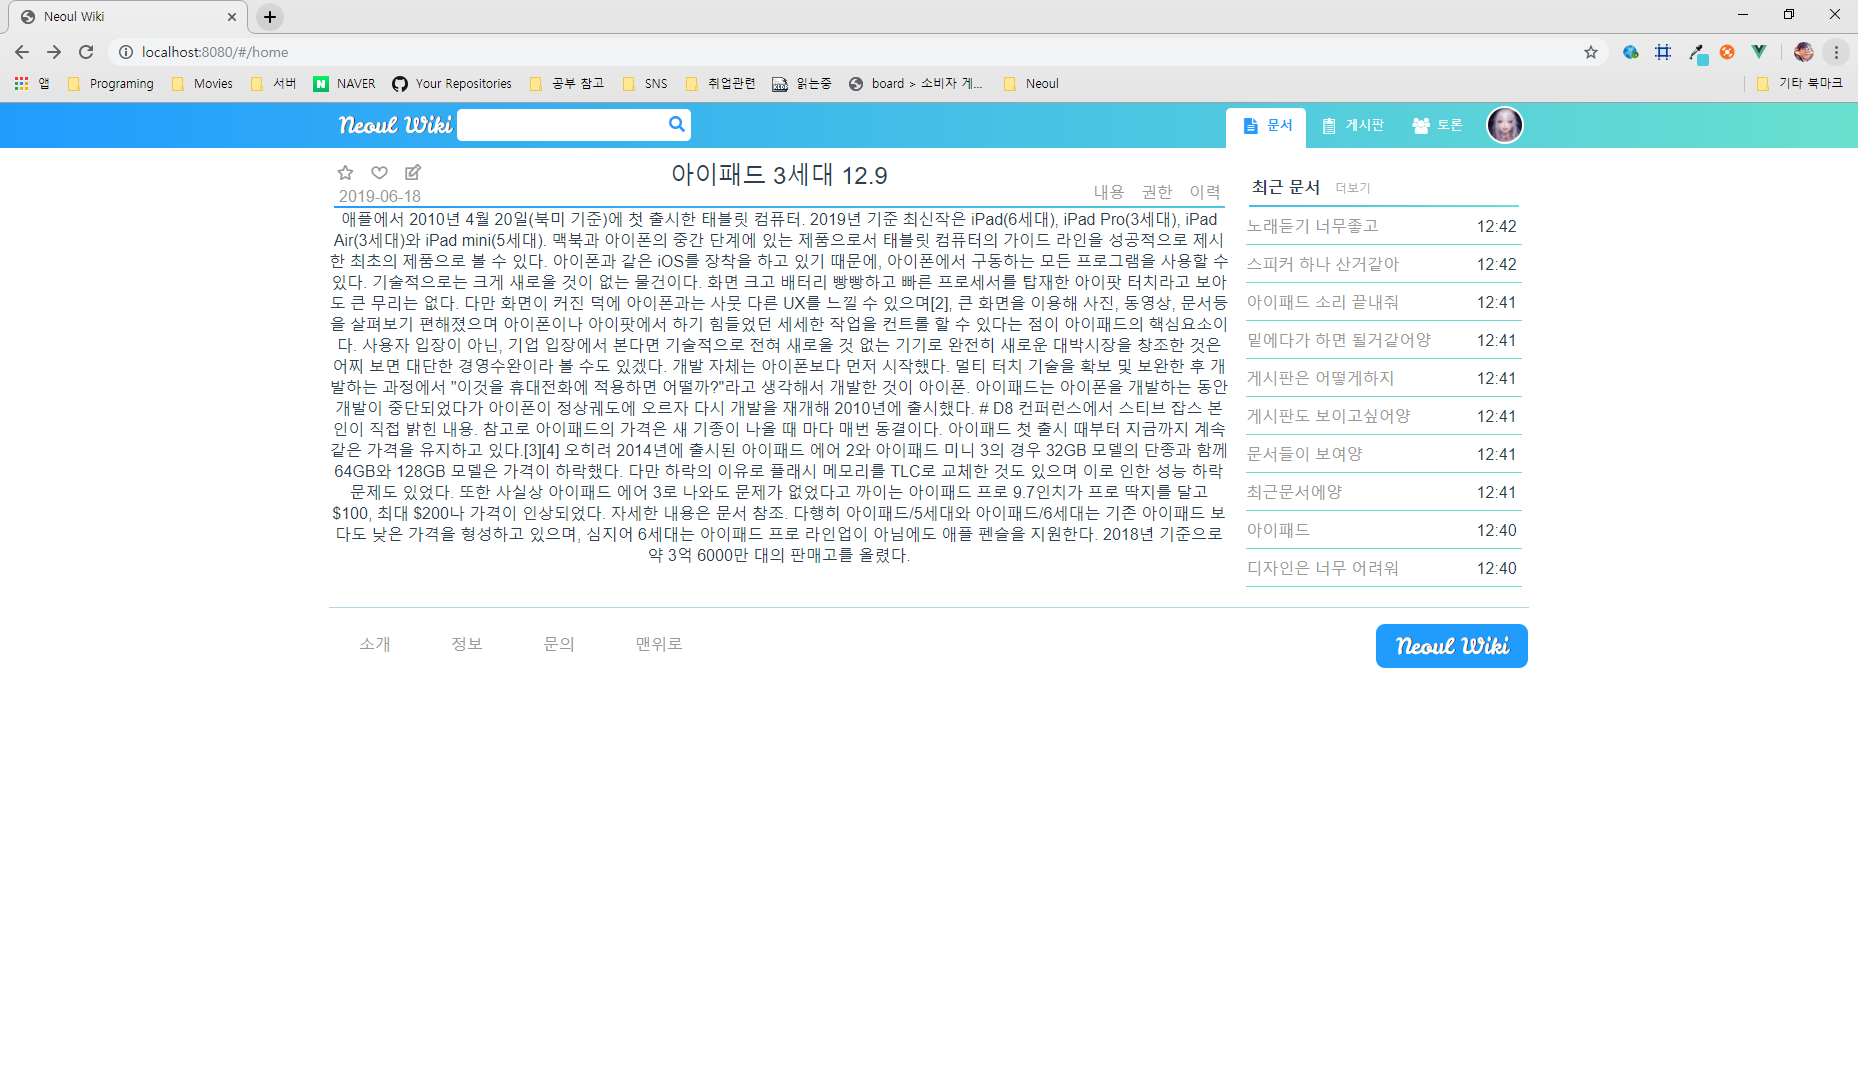 Neoul Wiki
localhost:8080/#/home
앱 Programing Movies 서버 NAVER Your Repositories 공부 참고 SNS 취업관련 읽는중 board > 소비자 게... Neoul 기타 북마크
Neoul Wiki 문서 게시판 토론
아이패드 3세대 12.9
2019-06-18 내용 권한 이력
애플에서 2010년 4월 20일(북미 기준)에 첫 출시한 태블릿 컴퓨터. 2019년 기준 최신작은 iPad(6세대), iPad Pro(3세대), iPad
Air(3세대)와 iPad mini(5세대). 맥북과 아이폰의 중간 단계에 있는 제품으로서 태블릿 컴퓨터의 가이드 라인을 성공적으로 제시
한 최초의 제품으로 볼 수 있다. 아이폰과 같은 iOS를 장착을 하고 있기 때문에, 아이폰에서 구동하는 모든 프로그램을 사용할 수
있다. 기술적으로는 크게 새로울 것이 없는 물건이다. 화면 크고 배터리 빵빵하고 빠른 프로세서를 탑재한 아이팟 터치라고 보아
도 큰 무리는 없다. 다만 화면이 커진 덕에 아이폰과는 사뭇 다른 UX를 느낄 수 있으며[2], 큰 화면을 이용해 사진, 동영상, 문서등
을 살펴보기 편해졌으며 아이폰이나 아이팟에서 하기 힘들었던 세세한 작업을 컨트롤 할 수 있다는 점이 아이패드의 핵심요소이
다. 사용자 입장이 아닌, 기업 입장에서 본다면 기술적으로 전혀 새로울 것 없는 기기로 완전히 새로운 대박시장을 창조한 것은
어찌 보면 대단한 경영수완이라 볼 수도 있겠다. 개발 자체는 아이폰보다 먼저 시작했다. 멀티 터치 기술을 확보 및 보완한 후 개
발하는 과정에서 "이것을 휴대전화에 적용하면 어떨까?"라고 생각해서 개발한 것이 아이폰. 아이패드는 아이폰을 개발하는 동안
개발이 중단되었다가 아이폰이 정상궤도에 오르자 다시 개발을 재개해 2010년에 출시했다. # D8 컨퍼런스에서 스티브 잡스 본
인이 직접 밝힌 내용. 참고로 아이패드의 가격은 새 기종이 나올 때 마다 매번 동결이다. 아이패드 첫 출시 때부터 지금까지 계속
같은 가격을 유지하고 있다.[3][4] 오히려 2014년에 출시된 아이패드 에어 2와 아이패드 미니 3의 경우 32GB 모델의 단종과 함께
64GB와 128GB 모델은 가격이 하락했다. 다만 하락의 이유로 플래시 메모리를 TLC로 교체한 것도 있으며 이로 인한 성능 하락
문제도 있었다. 또한 사실상 아이패드 에어 3로 나와도 문제가 없었다고 까이는 아이패드 프로 9.7인치가 프로 딱지를 달고
$100, 최대 $200나 가격이 인상되었다. 자세한 내용은 문서 참조. 다행히 아이패드/5세대와 아이패드/6세대는 기존 아이패드 보
다도 낮은 가격을 형성하고 있으며, 심지어 6세대는 아이패드 프로 라인업이 아님에도 애플 펜슬을 지원한다. 2018년 기준으로
약 3억 6000만 대의 판매고를 올렸다.
최근 문서 더보기
노래듣기 너무좋고 12:42
스피커 하나 산거같아 12:42
아이패드 소리 끝내줘 12:41
밑에다가 하면 될거같어양 12:41
게시판은 어떻게하지 12:41
게시판도 보이고싶어양 12:41
문서들이 보여양 12:41
최근문서에양 12:41
아이패드 12:40
디자인은 너무 어려워 12:40
소개 정보 문의 맨위로 Neoul Wiki